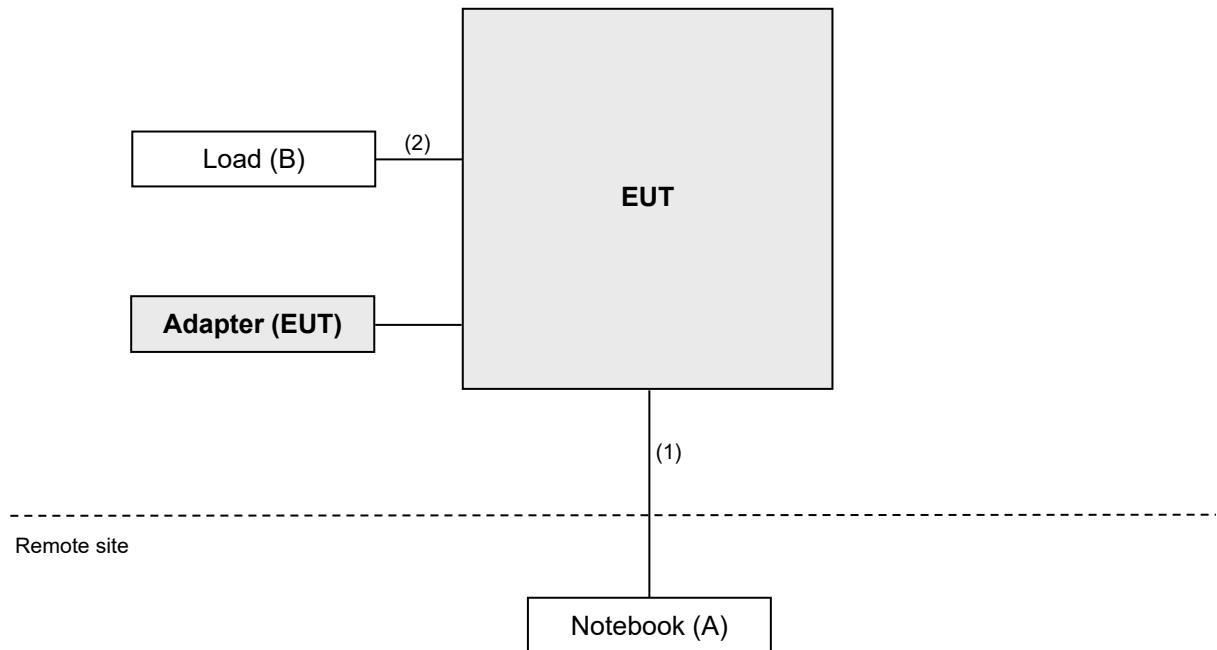 Load (B)
(2)
EUT
Adapter (EUT)
(1)
Remote site
Notebook (A)